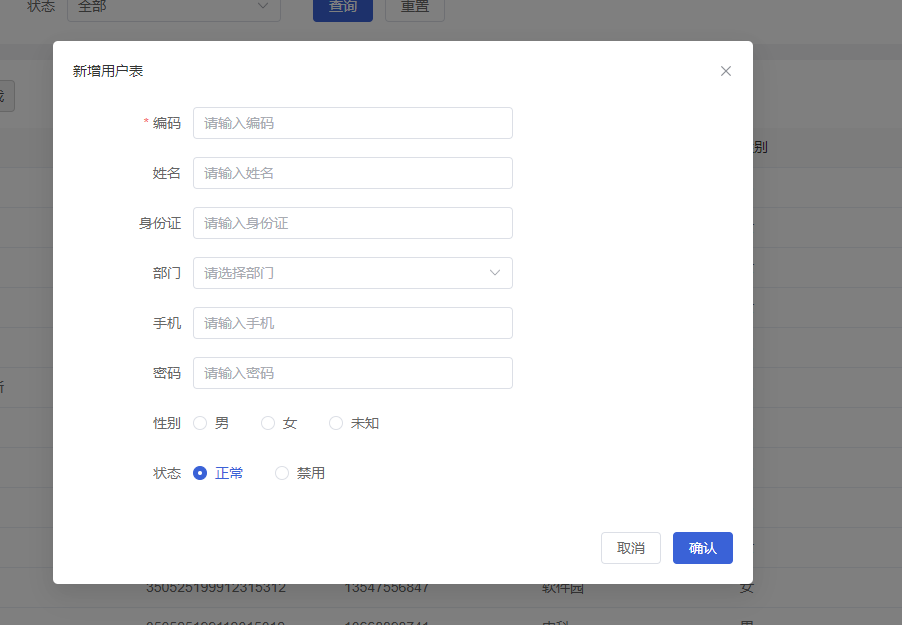 状态 全部 查询 重置
新增用户表
* 编码 请输入编码
别
姓名 请输入姓名
身份证 请输入身份证
部门 请选择部门
手机 请输入手机
密码 请输入密码
性别 男 女 未知
状态 正常 禁用
取消 确认
350525199912315312 13547556847 软件园 女